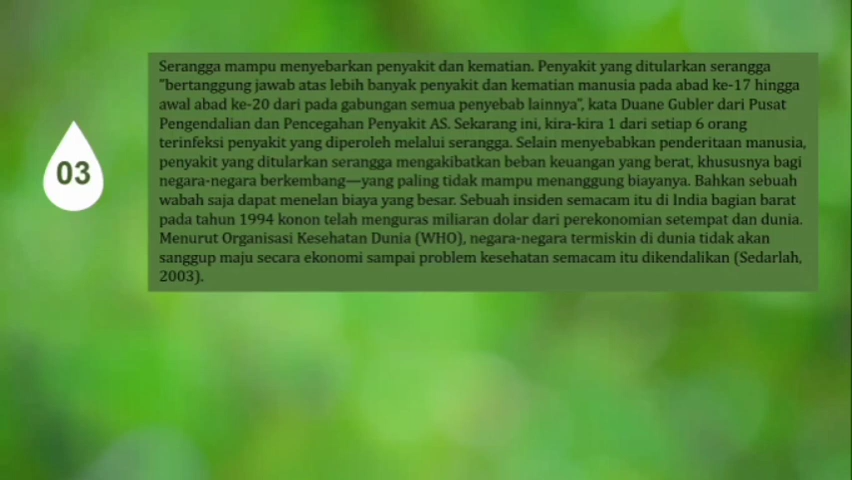 03
Serangga mampu menyebarkan penyakit dan kematian. Penyakit yang ditularkan serangga
"bertanggung jawab atas lebih banyak penyakit dan kematian manusia pada abad ke-17 hingga
awal abad ke-20 dari pada gabungan semua penyebab lainnya", kata Duane Gubler dari Pusat
Pengendalian dan Pencegahan Penyakit AS. Sekarang ini, kira-kira 1 dari setiap 6 orang
terinfeksi penyakit yang diperoleh melalui serangga. Selain menyebabkan penderitaan manusia,
penyakit yang ditularkan serangga mengakibatkan beban keuangan yang berat, khususnya bagi
negara-negara berkembang—yang paling tidak mampu menanggung biayanya. Bahkan sebuah
wabah saja dapat menelan biaya yang besar. Sebuah insiden semacam itu di India bagian barat
pada tahun 1994 konon telah menguras miliaran dolar dari perekonomian setempat dan dunia.
Menurut Organisasi Kesehatan Dunia (WHO), negara-negara termiskin di dunia tidak akan
sanggup maju secara ekonomi sampai problem kesehatan semacam itu dikendalikan (Sedarlah,
2003).